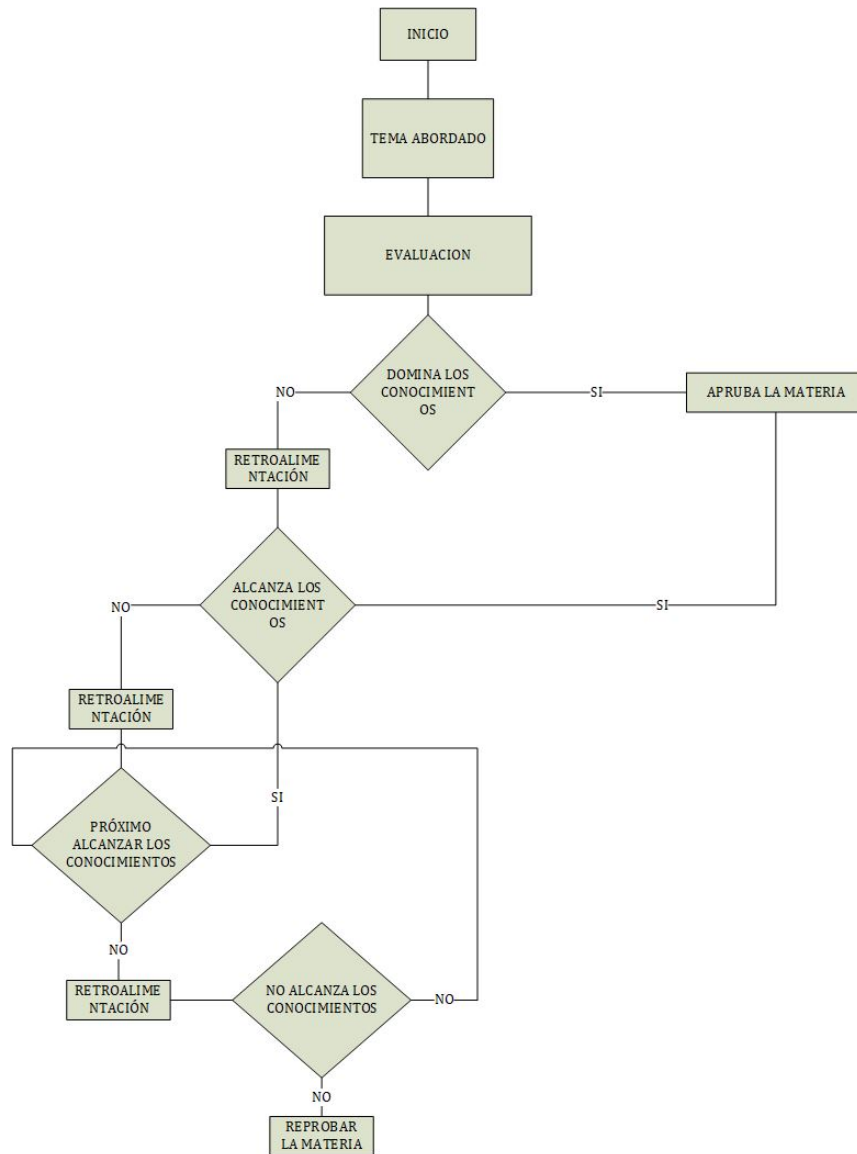 INICIO
TEMA ABORDADO
EVALUACION
DOMINA LOS
CONOCIMIENT
OS
NO
SI
APRUBA LA MATERIA
RETROALIME
NTACIÓN
ALCANZA LOS
CONOCIMIENT
OS
NO
SI
RETROALIME
NTACIÓN
SI
PRÓXIMO
ALCANZAR LOS
CONOCIMIENTOS
NO
RETROALIME
NTACIÓN
NO ALCANZA LOS
CONOCIMIENTOS
NO
NO
REPROBAR
LA MATERIA